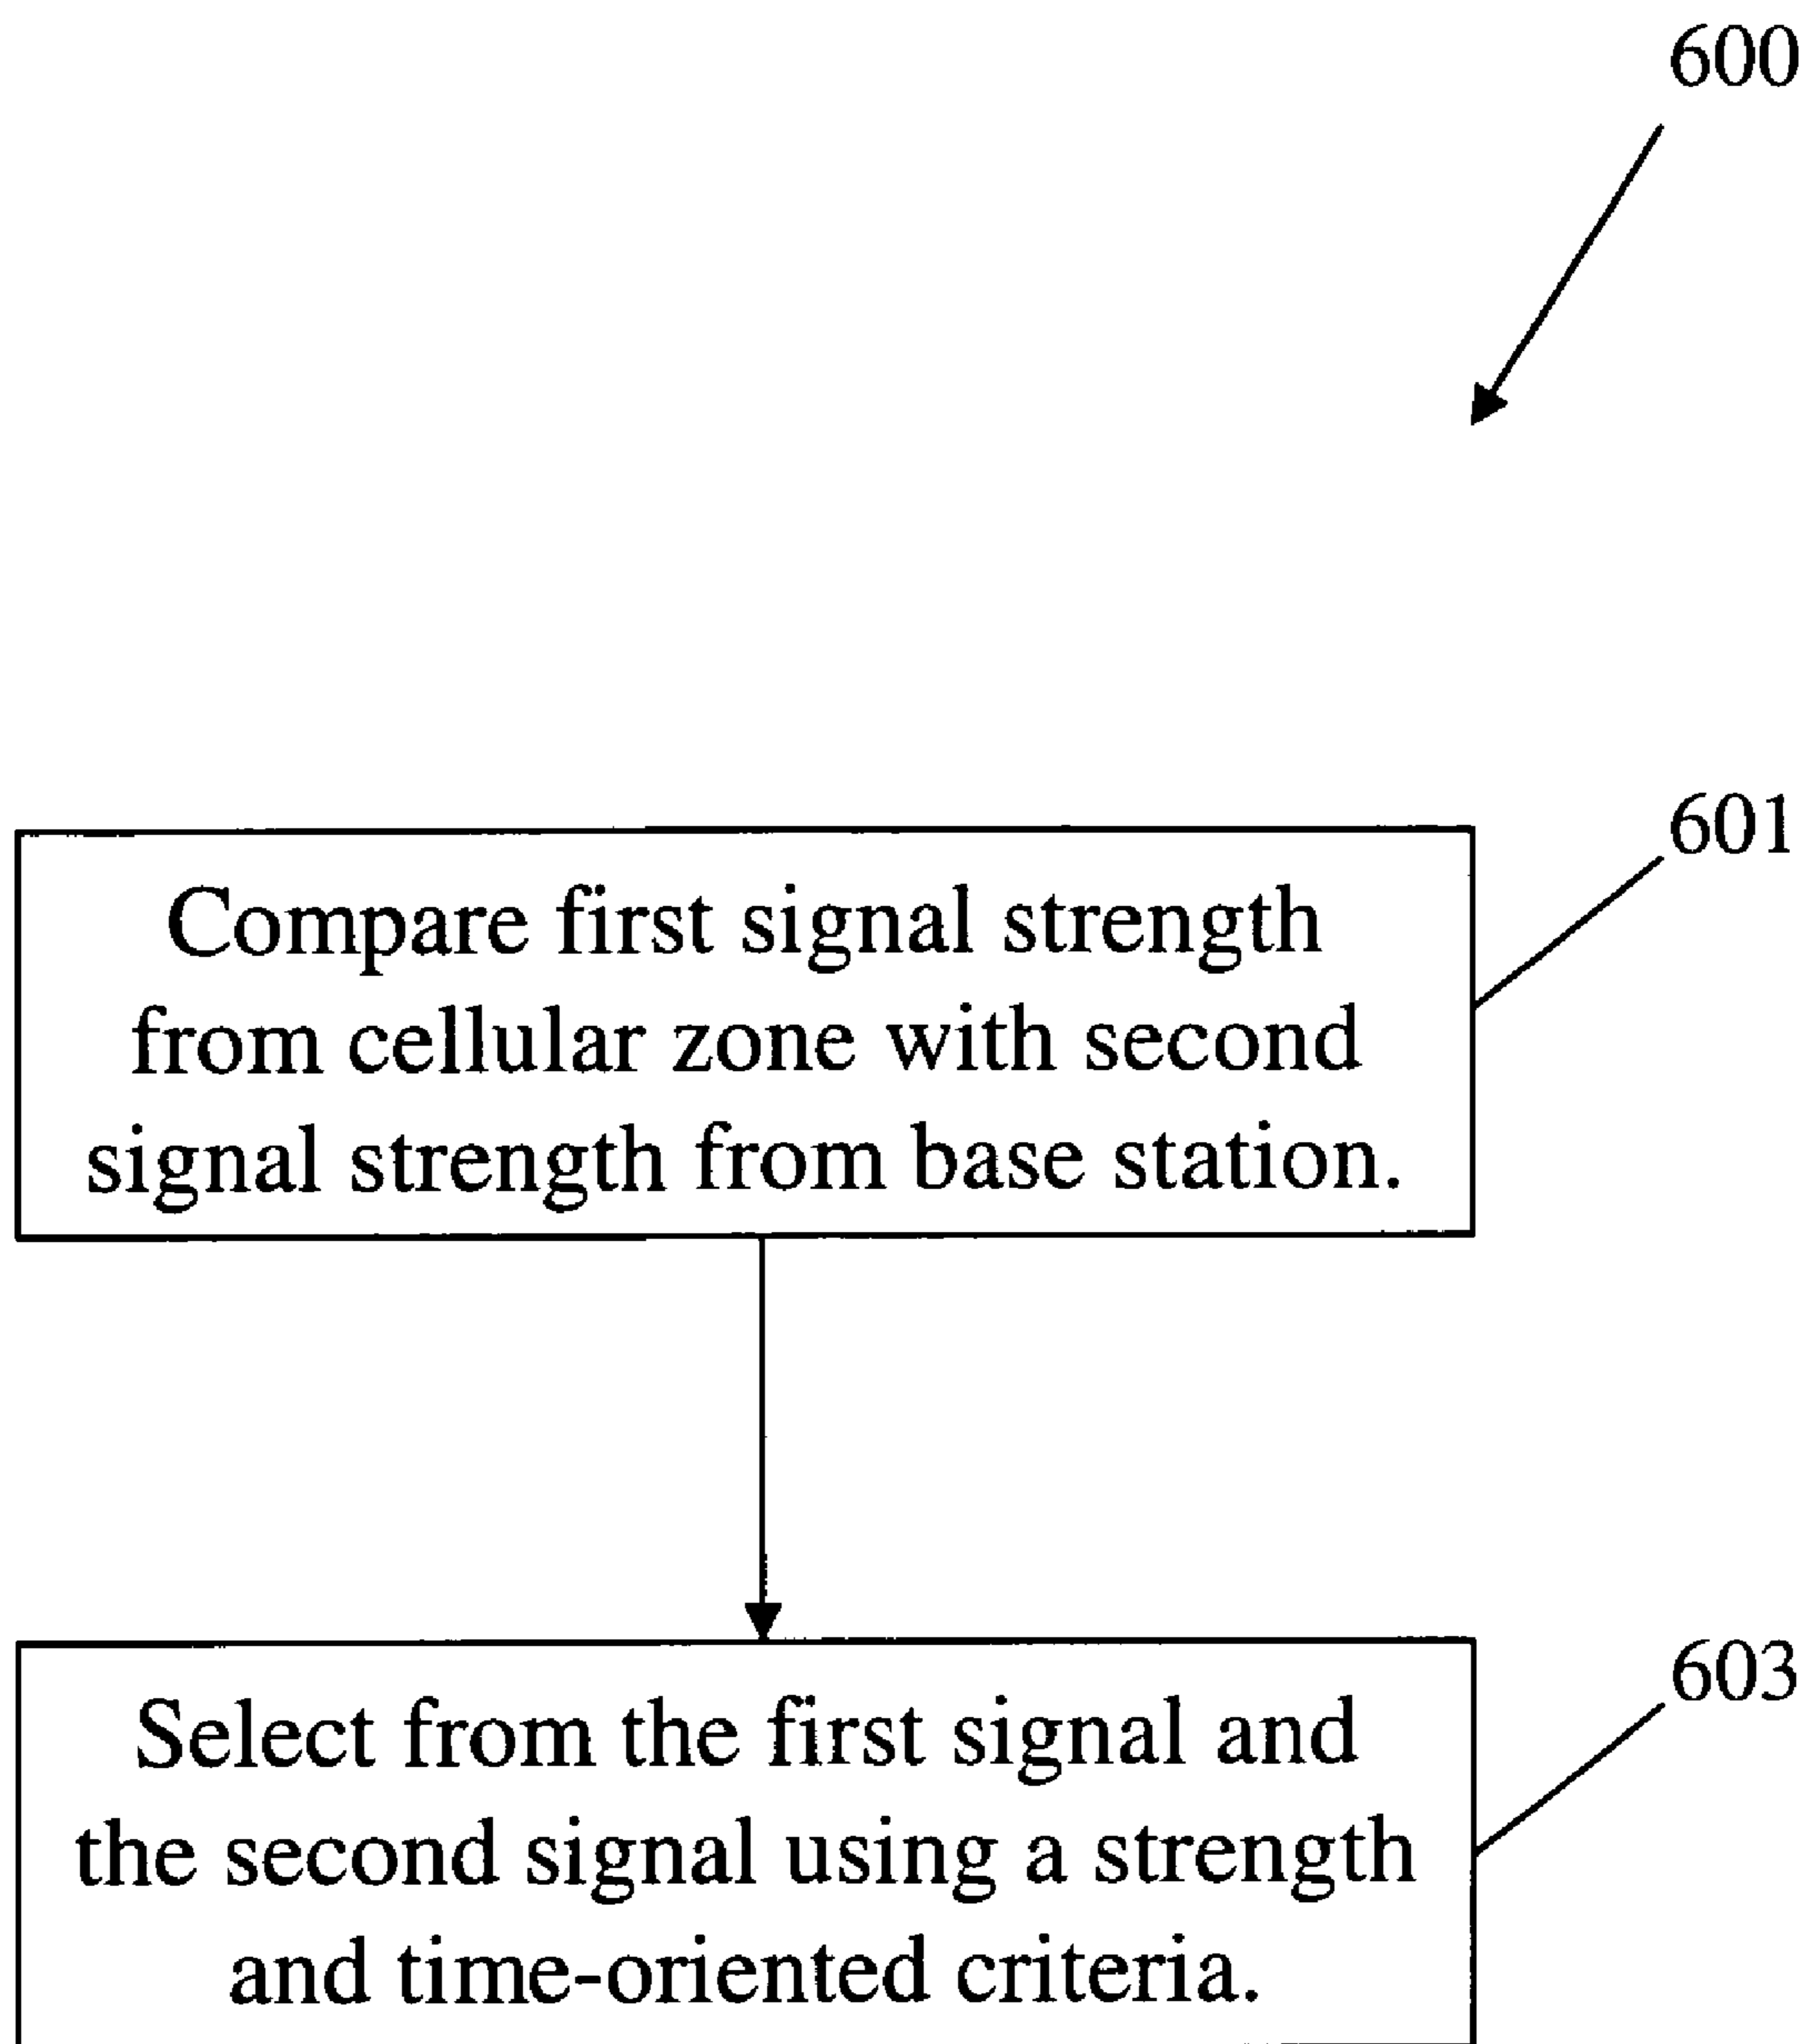 600
601
Compare first signal strength
from cellular zone with second
signal strength from base station.
603
Select from the first signal and
the second signal using a strength
and time-oriented criteria.